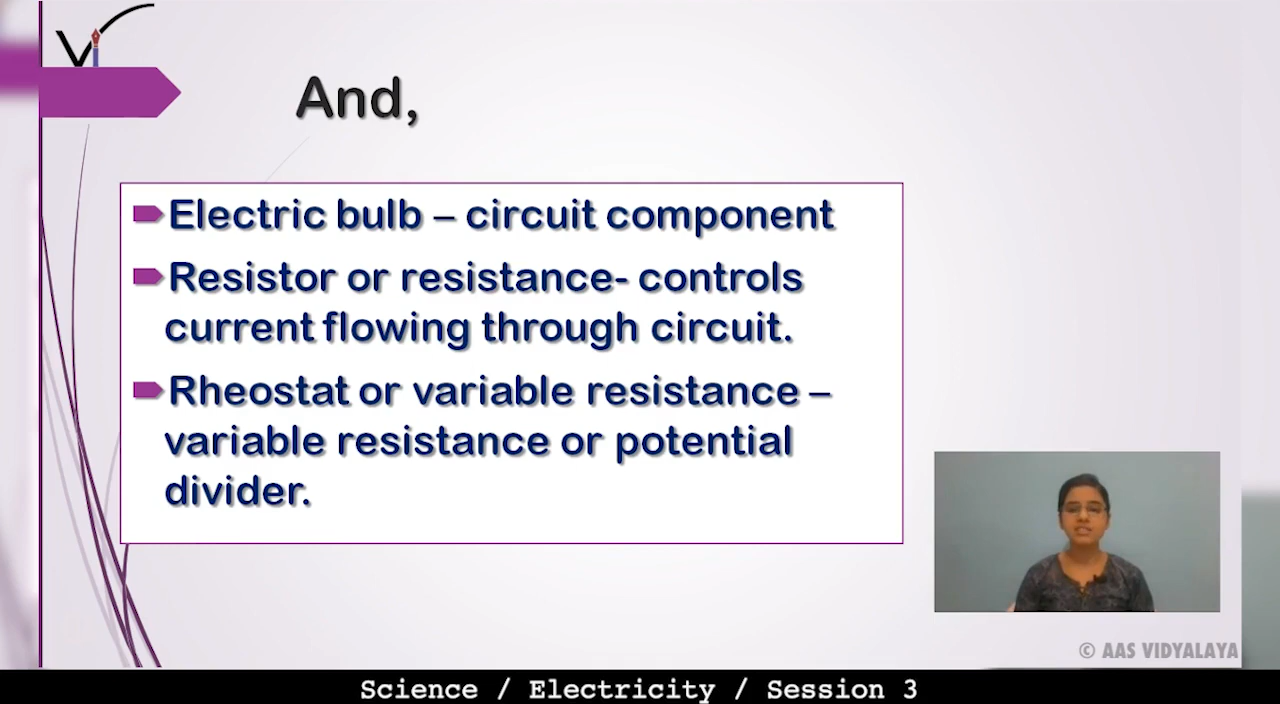 Vi
And,
Electric bulb – circuit component
Resistor or resistance- controls
current flowing through circuit.
Rheostat or variable resistance –
variable resistance or potential
divider.
© AAS VIDYALAYA
Science / Electricity / Session 3